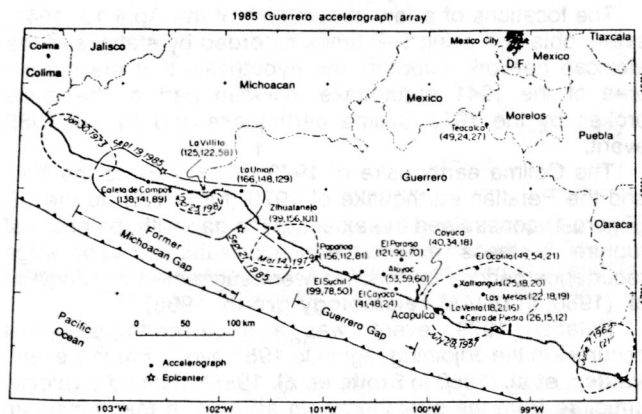 1985 Guerrero accelerograph array
Colima
Jalisco
Colima
Michoacan
Mexico City
D.F.
Tlaxcala
Mexico
Morelos
Puebla
Teacalco
(49,24,27)
Guerrero
Oaxaca
Jan 30, 1973
Sept 19, 1985
La Villita
(125,122,58)
La Union
(166,148,129)
Caleta de Campos
(138,141,89)
Zihuatanejo
(99,156,101)
Sept 21, 1985
Mar 14, 1979
Papanoa
(156,112,81)
El Suchil
(99,78,50)
El Paraiso
(121,90,70)
Atoyac
(53,59,60)
El Cayaco
(41,48,24)
(40,34,18)
El Ocotito (49,54,21)
Xaltianguis (25,18,20)
Las Mesas (22,18,19)
La Venta (18,21,16)
Cerro de Piedra (26,15,12)
Acapulco
Former
Michoacan Gap
Guerrero Gap
Pacific
Ocean
0 50 100 km
Accelerograph
Epicenter
103°W
102°W
101°W
100°W
99°W